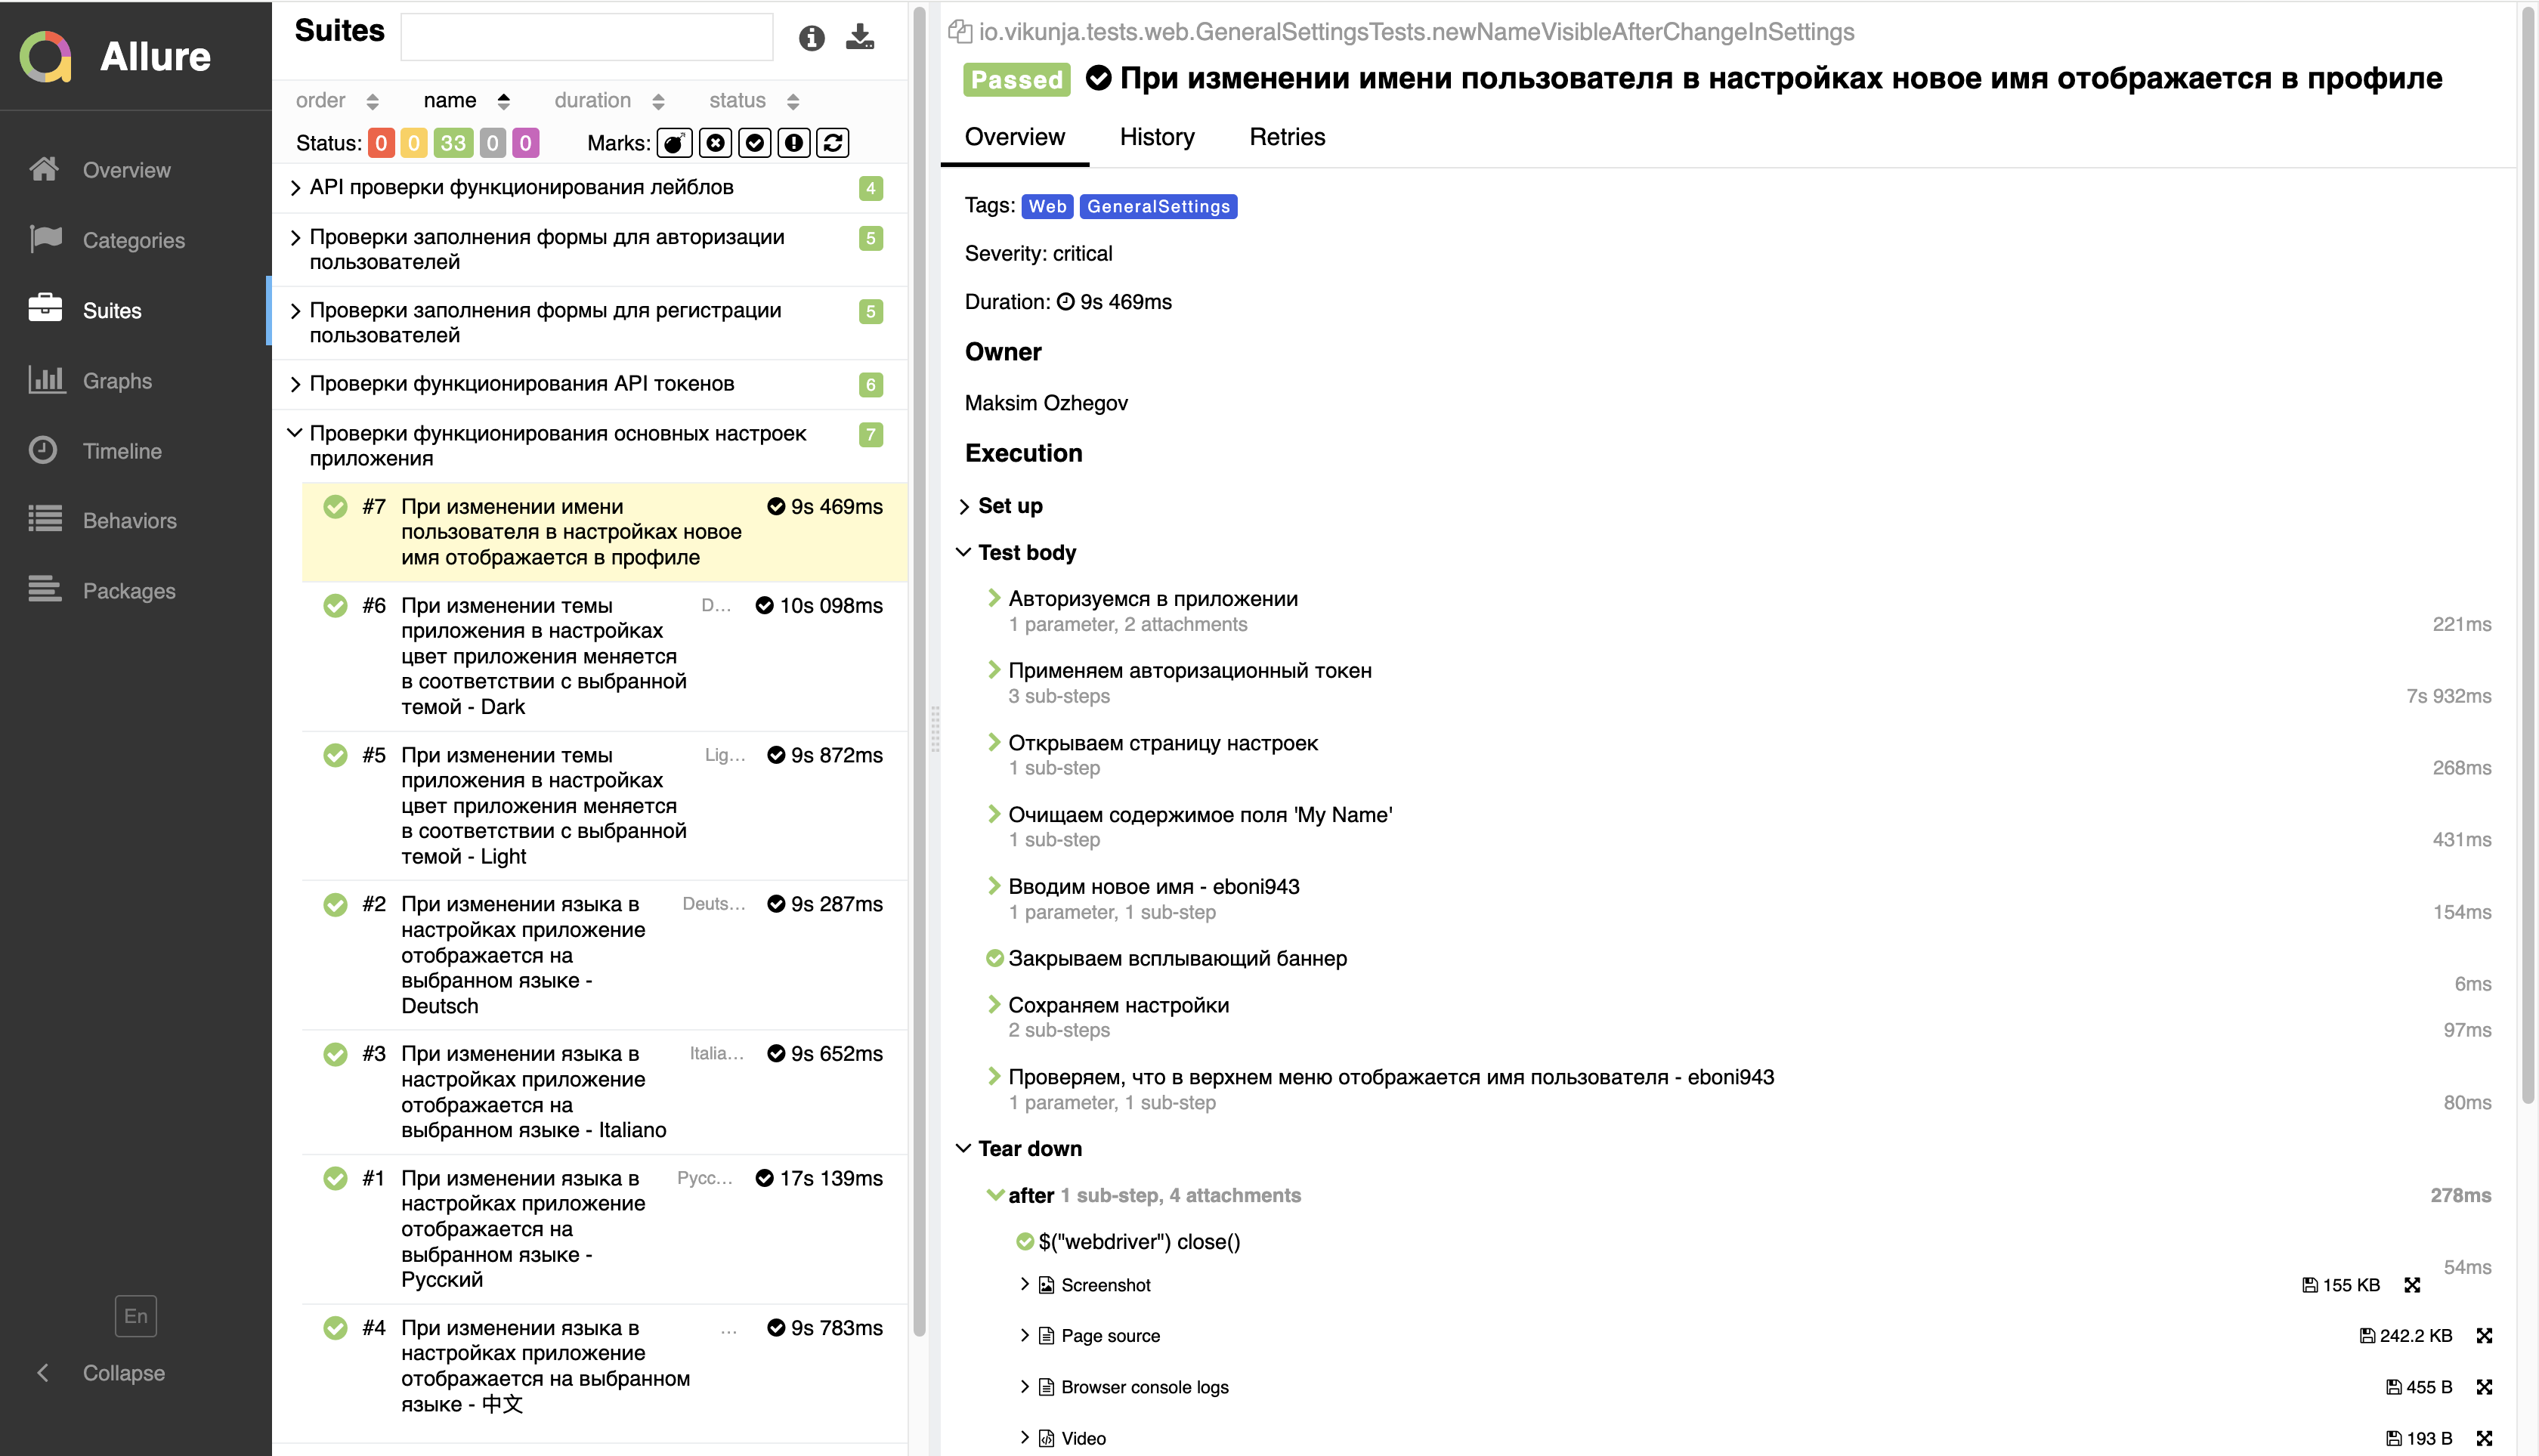 Allure
Overview
Categories
Suites
Graphs
Timeline
Behaviors
Packages
En
Collapse
Suites
order name duration status
Status: 0 0 33 0 0 Marks:
API проверки функционирования лейблов 4
Проверки заполнения формы для авторизации 5
пользователей
Проверки заполнения формы для регистрации 5
пользователей
Проверки функционирования API токенов 6
Проверки функционирования основных настроек 7
приложения
#7 При изменении имени 9s 469ms
пользователя в настройках новое
имя отображается в профиле
#6 При изменении темы D... 10s 098ms
приложения в настройках
цвет приложения меняется
в соответствии с выбранной
темой - Dark
#5 При изменении темы Lig... 9s 872ms
приложения в настройках
цвет приложения меняется
в соответствии с выбранной
темой - Light
#2 При изменении языка в Deuts... 9s 287ms
настройках приложение
отображается на
выбранном языке -
Deutsch
#3 При изменении языка в Italia... 9s 652ms
настройках приложение
отображается на
выбранном языке - Italiano
#1 При изменении языка в Русс... 17s 139ms
настройках приложение
отображается на
выбранном языке -
Русский
#4 При изменении языка в ... 9s 783ms
настройках приложение
отображается на выбранном
языке - 中文
io.vikunja.tests.web.GeneralSettingsTests.newNameVisibleAfterChangeInSettings
Passed При изменении имени пользователя в настройках новое имя отображается в профиле
Overview History Retries
Tags: Web GeneralSettings
Severity: critical
Duration: 9s 469ms
Owner
Maksim Ozhegov
Execution
Set up
Test body
Авторизуемся в приложении
1 parameter, 2 attachments 221ms
Применяем авторизационный токен
3 sub-steps 7s 932ms
Открываем страницу настроек
1 sub-step 268ms
Очищаем содержимое поля 'My Name'
1 sub-step 431ms
Вводим новое имя - eboni943
1 parameter, 1 sub-step 154ms
Закрываем всплывающий баннер
6ms
Сохраняем настройки
2 sub-steps 97ms
Проверяем, что в верхнем меню отображается имя пользователя - eboni943
1 parameter, 1 sub-step 80ms
Tear down
after 1 sub-step, 4 attachments 278ms
$("webdriver") close()
54ms
Screenshot 155 KB
Page source 242.2 KB
Browser console logs 455 B
Video 193 B